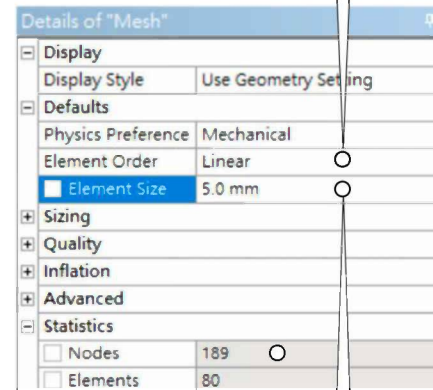 Details of "Mesh"
Display
Display Style Use Geometry Setting
Defaults
Physics Preference Mechanical
Element Order Linear
Element Size 5.0 mm
Sizing
Quality
Inflation
Advanced
Statistics
Nodes 189
Elements 80